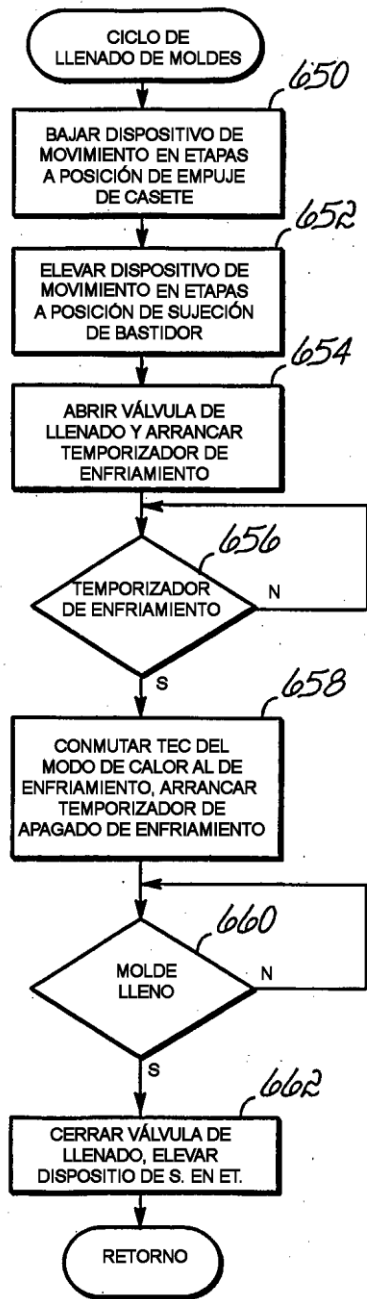 CICLO DE
LLENADO DE MOLDES
650
BAJAR DISPOSITIVO DE
MOVIMIENTO EN ETAPAS
A POSICIÓN DE EMPUJE
DE CASETE
652
ELEVAR DISPOSITIVO DE
MOVIMIENTO EN ETAPAS
A POSICIÓN DE SUJECIÓN
DE BASTIDOR
654
ABRIR VÁLVULA DE
LLENADO Y ARRANCAR
TEMPORIZADOR DE
ENFRIAMIENTO
656
TEMPORIZADOR
DE ENFRIAMIENTO
N
S
658
CONMUTAR TEC DEL
MODO DE CALOR AL DE
ENFRIAMIENTO, ARRANCAR
TEMPORIZADOR DE
APAGADO DE ENFRIAMIENTO
660
MOLDE
LLENO
N
S
662
CERRAR VÁLVULA DE
LLENADO, ELEVAR
DISPOSITIO DE S. EN ET.
RETORNO